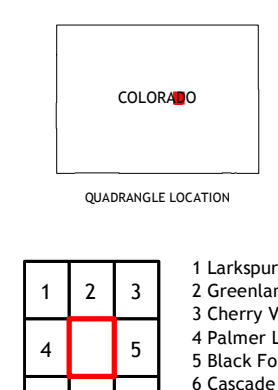 COLORADO
QUADRANGLE LOCATION
1 2 3
4 5
1 Larkspur
2 Greenlan
3 Cherry V
4 Palmer L
5 Black Fo
6 Cascade